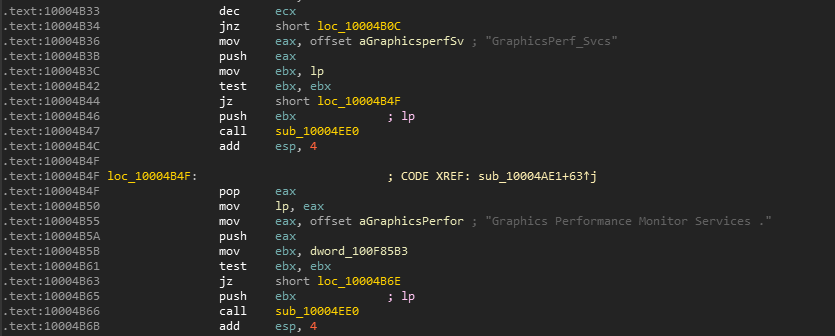 .text:10004B33 dec ecx
.text:10004B34 jnz short loc_10004B0C
.text:10004B36 mov eax, offset aGraphicsperfSv ; "GraphicsPerf_Svcs"
.text:10004B3B push eax
.text:10004B3C mov ebx, lp
.text:10004B42 test ebx, ebx
.text:10004B44 jz short loc_10004B4F
.text:10004B46 push ebx ; lp
.text:10004B47 call sub_10004EE0
.text:10004B4C add esp, 4
.text:10004B4F
.text:10004B4F loc_10004B4F: ; CODE XREF: sub_10004AE1+63↑j
.text:10004B4F pop eax
.text:10004B50 mov lp, eax
.text:10004B55 mov eax, offset aGraphicsPerfor ; "Graphics Performance Monitor Services ."
.text:10004B5A push eax
.text:10004B5B mov ebx, dword_100F85B3
.text:10004B61 test ebx, ebx
.text:10004B63 jz short loc_10004B6E
.text:10004B65 push ebx ; lp
.text:10004B66 call sub_10004EE0
.text:10004B6B add esp, 4